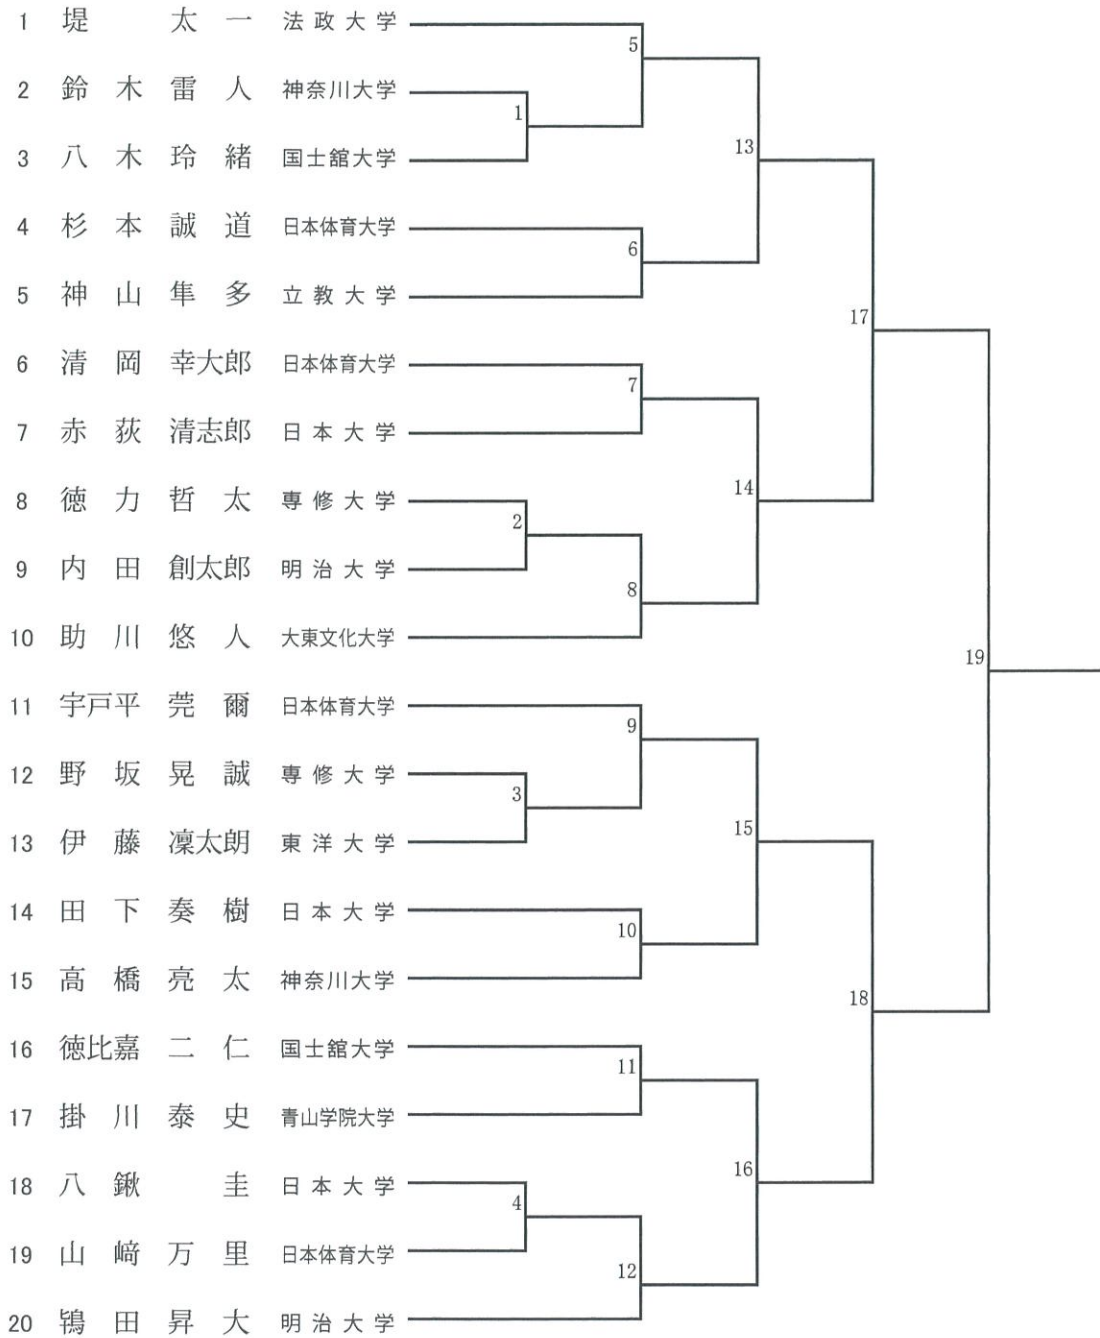 1 堤 太一 法政大学
5
2 鈴木雷人 神奈川大学
1
3 八木玲緒 国士舘大学
13
4 杉本誠道 日本体育大学
6
5 神山隼多 立教大学
17
6 清岡幸大郎 日本体育大学
7
7 赤荻清志郎 日本大学
14
8 徳力哲太 専修大学
2
9 内田創太郎 明治大学
8
10 助川悠人 大東文化大学
19
11 宇戸平莞爾 日本体育大学
9
12 野坂晃誠 専修大学
3
13 伊藤凜太朗 東洋大学
15
14 田下奏樹 日本大学
10
15 高橋亮太 神奈川大学
18
16 徳比嘉二仁 国士舘大学
11
17 掛川泰史 青山学院大学
16
18 八鍬 圭 日本大学
4
19 山﨑万里 日本体育大学
12
20 鴇田昇大 明治大学